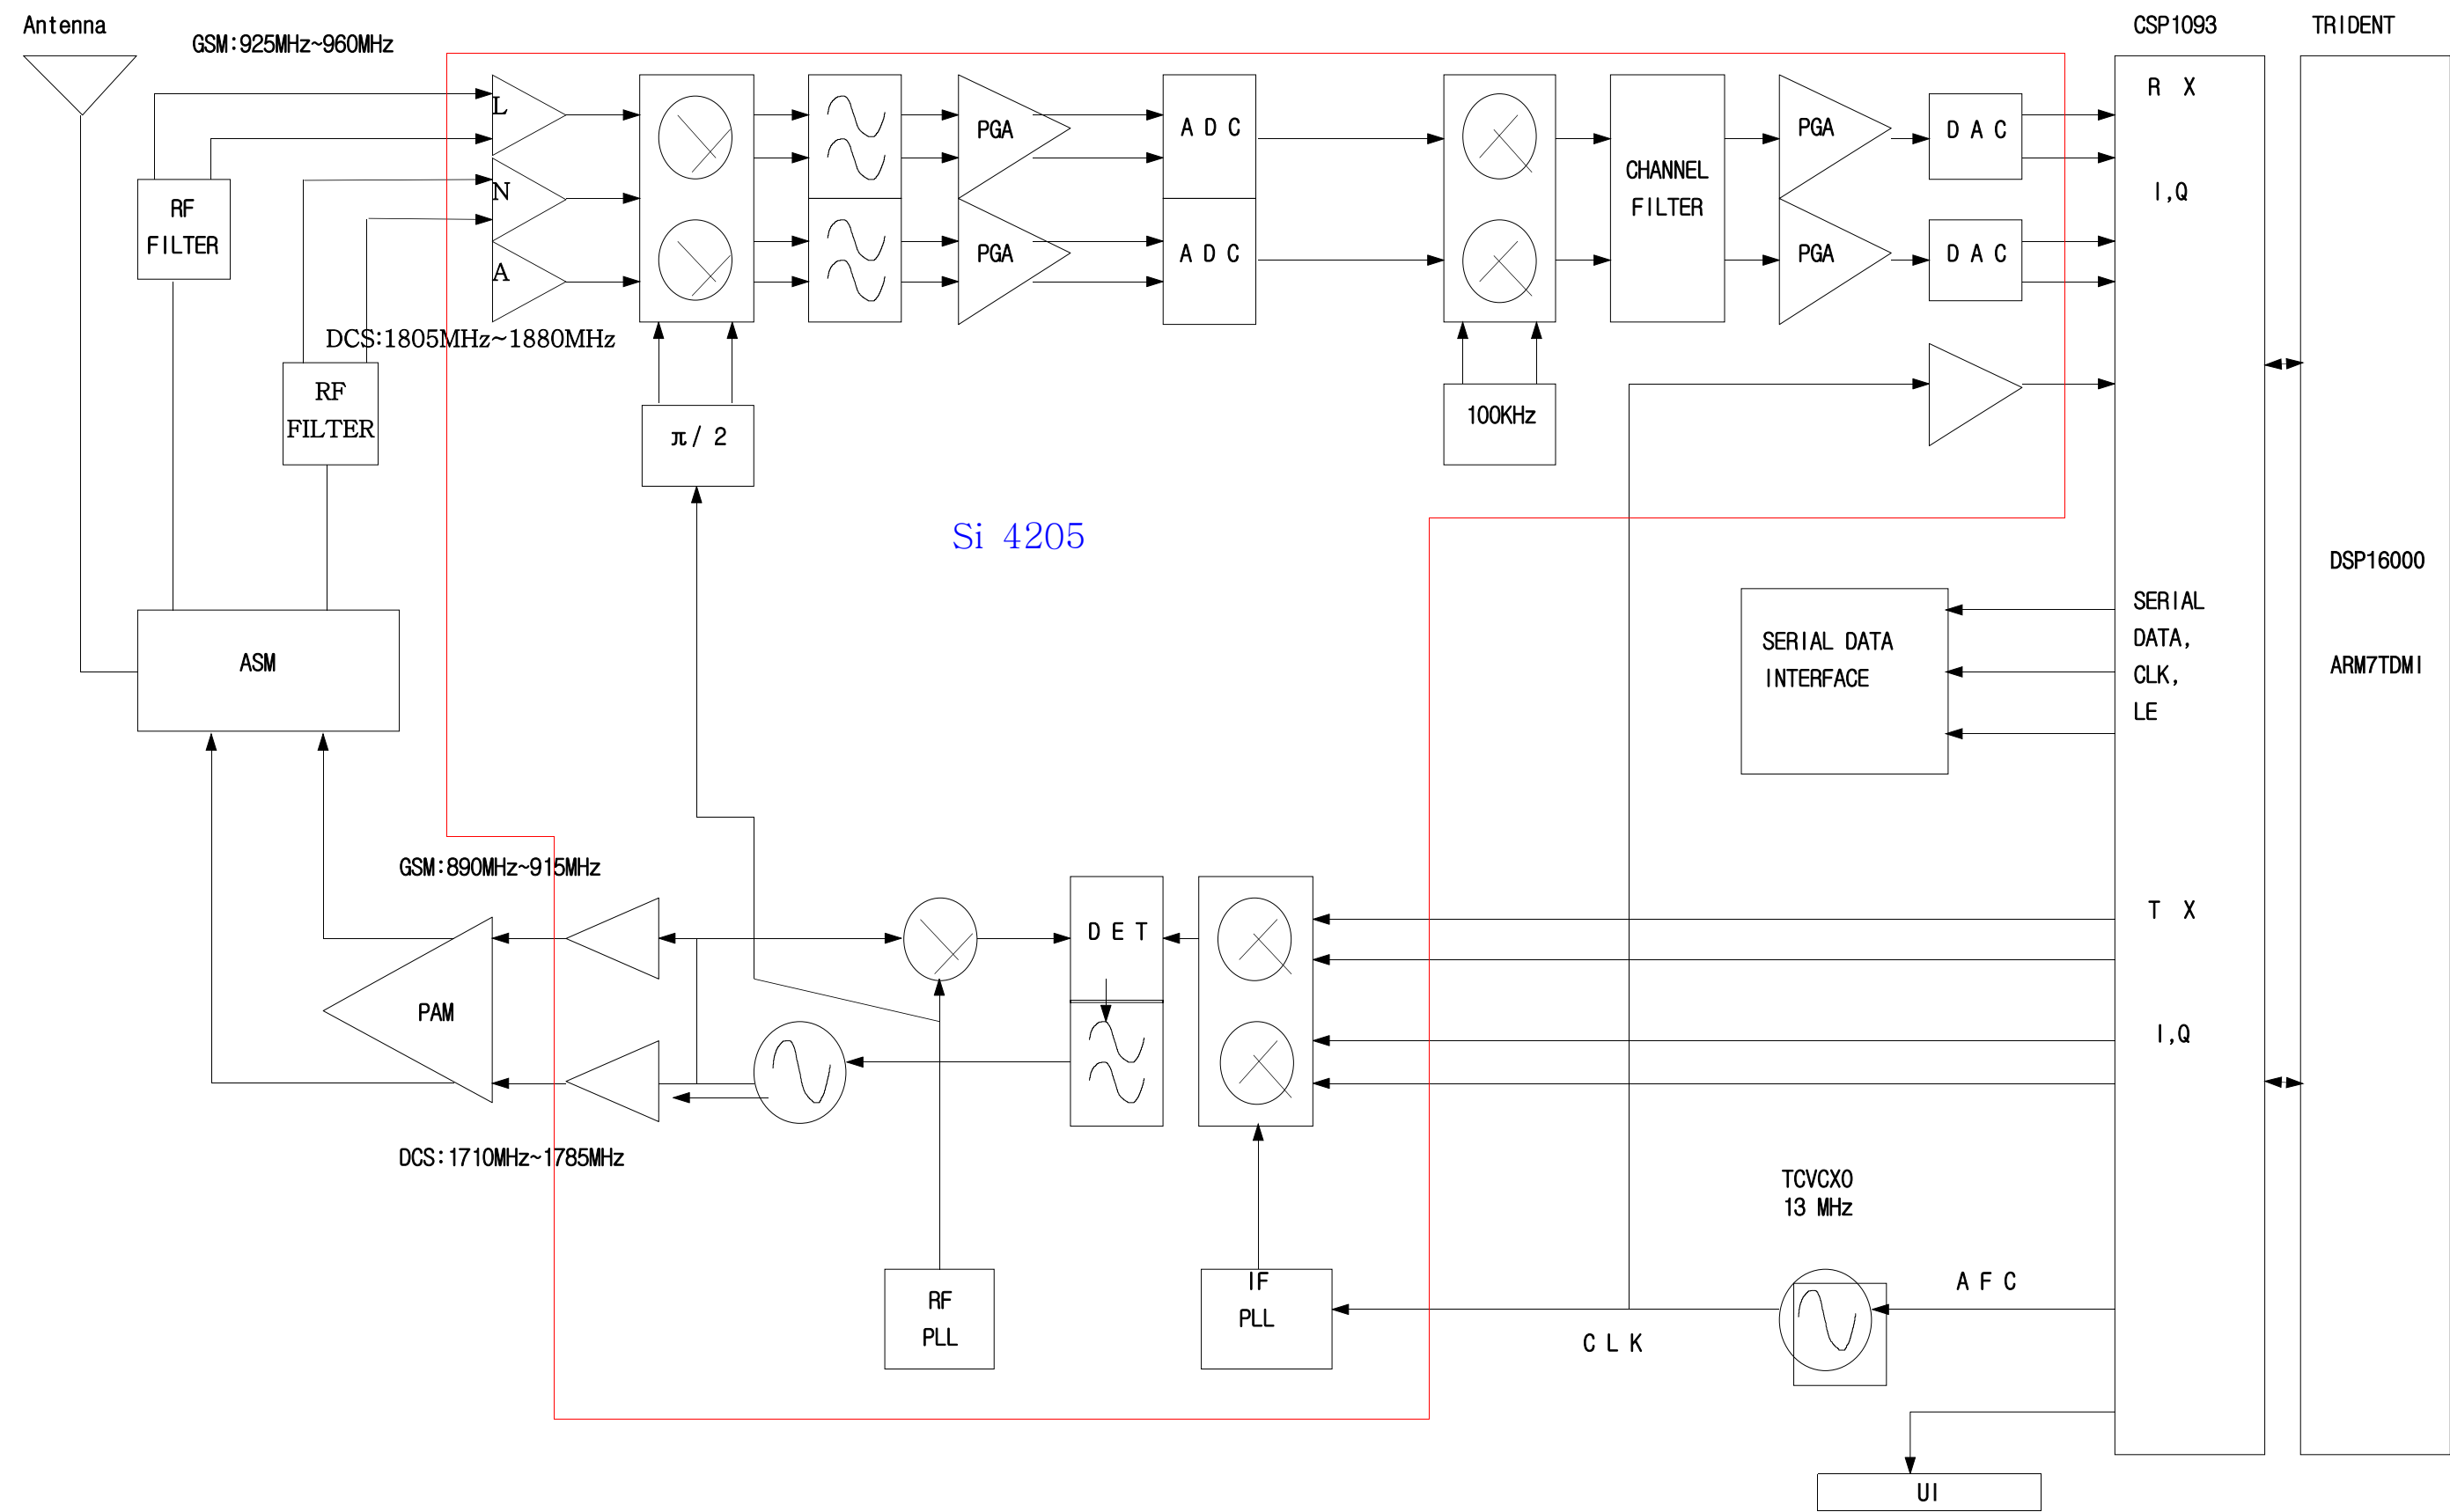 Antenna
GSM:925MHz~960MHz
CSP1093
TRIDENT
R X
L
N
A
PGA
A D C
PGA
D A C
CHANNEL
FILTER
I,Q
RF
FILTER
PGA
A D C
PGA
D A C
DCS:1805MHz~1880MHz
RF
FILTER
π/ 2
100KHz
Si 4205
DSP16000
SERIAL
DATA,
CLK,
LE
SERIAL DATA
INTERFACE
ARM7TDMI
ASM
GSM:890MHz~915MHz
T X
D E T
PAM
I,Q
DCS:1710MHz~1785MHz
TCVCXO
13 MHz
RF
PLL
IF
PLL
A F C
C L K
UI